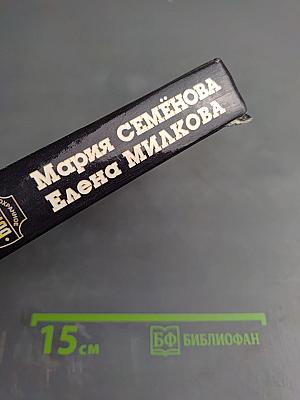 Мария СЕМЁНОВА
Елена МИЛКОВА
15 см
БФ БИБЛИОФАН